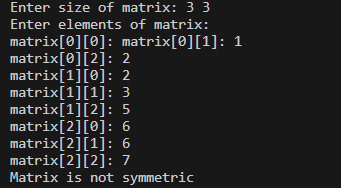 Enter size of matrix: 3 3
Enter elements of matrix:
matrix[0][0]: matrix[0][1]: 1
matrix[0][2]: 2
matrix[1][0]: 2
matrix[1][1]: 3
matrix[1][2]: 5
matrix[2][0]: 6
matrix[2][1]: 6
matrix[2][2]: 7
Matrix is not symmetric